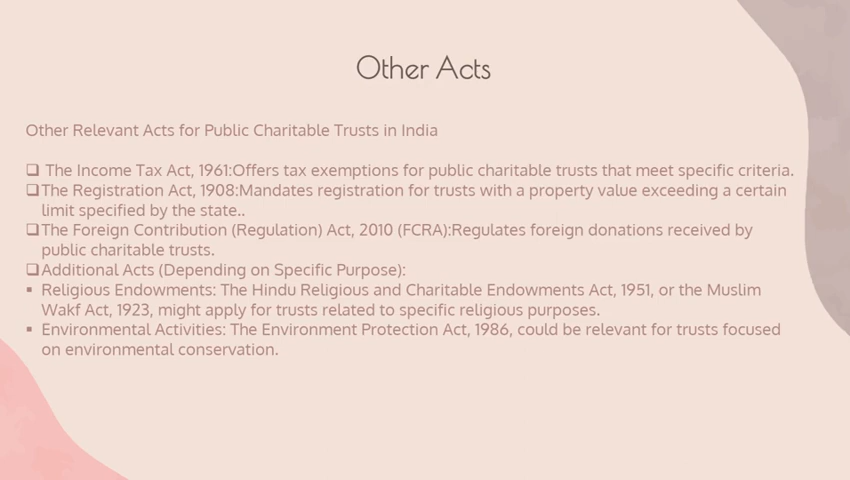 Other Acts
Other Relevant Acts for Public Charitable Trusts in India
❑ The Income Tax Act, 1961:Offers tax exemptions for public charitable trusts that meet specific criteria.
❑The Registration Act, 1908:Mandates registration for trusts with a property value exceeding a certain
limit specified by the state..
❑The Foreign Contribution (Regulation) Act, 2010 (FCRA):Regulates foreign donations received by
public charitable trusts.
❑Additional Acts (Depending on Specific Purpose):
▪ Religious Endowments: The Hindu Religious and Charitable Endowments Act, 1951, or the Muslim
Wakf Act, 1923, might apply for trusts related to specific religious purposes.
▪ Environmental Activities: The Environment Protection Act, 1986, could be relevant for trusts focused
on environmental conservation.